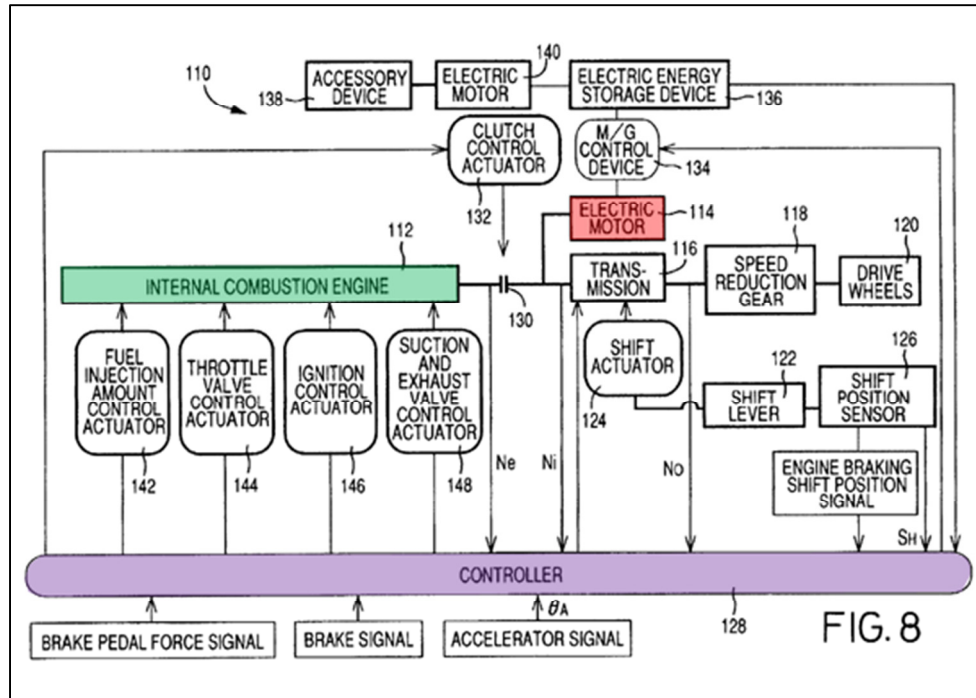 110
ACCESSORY
DEVICE
138
ELECTRIC
MOTOR
140
ELECTRIC ENERGY
STORAGE DEVICE
136
CLUTCH
CONTROL
ACTUATOR
132
M/G
CONTROL
DEVICE
134
ELECTRIC
MOTOR
114
112
INTERNAL COMBUSTION ENGINE
130
TRANS-
MISSION
116
SPEED
REDUCTION
GEAR
118
DRIVE
WHEELS
120
FUEL
INJECTION
AMOUNT
CONTROL
ACTUATOR
142
THROTTLE
VALVE
CONTROL
ACTUATOR
144
IGNITION
CONTROL
ACTUATOR
146
SUCTION
AND
EXHAUST
VALVE
CONTROL
ACTUATOR
148
SHIFT
ACTUATOR
124
SHIFT
LEVER
122
SHIFT
POSITION
SENSOR
126
Ne
Ni
No
ENGINE BRAKING
SHIFT POSITION
SIGNAL
SH
CONTROLLER
128
BRAKE PEDAL FORCE SIGNAL
BRAKE SIGNAL
θA
ACCELERATOR SIGNAL
FIG. 8